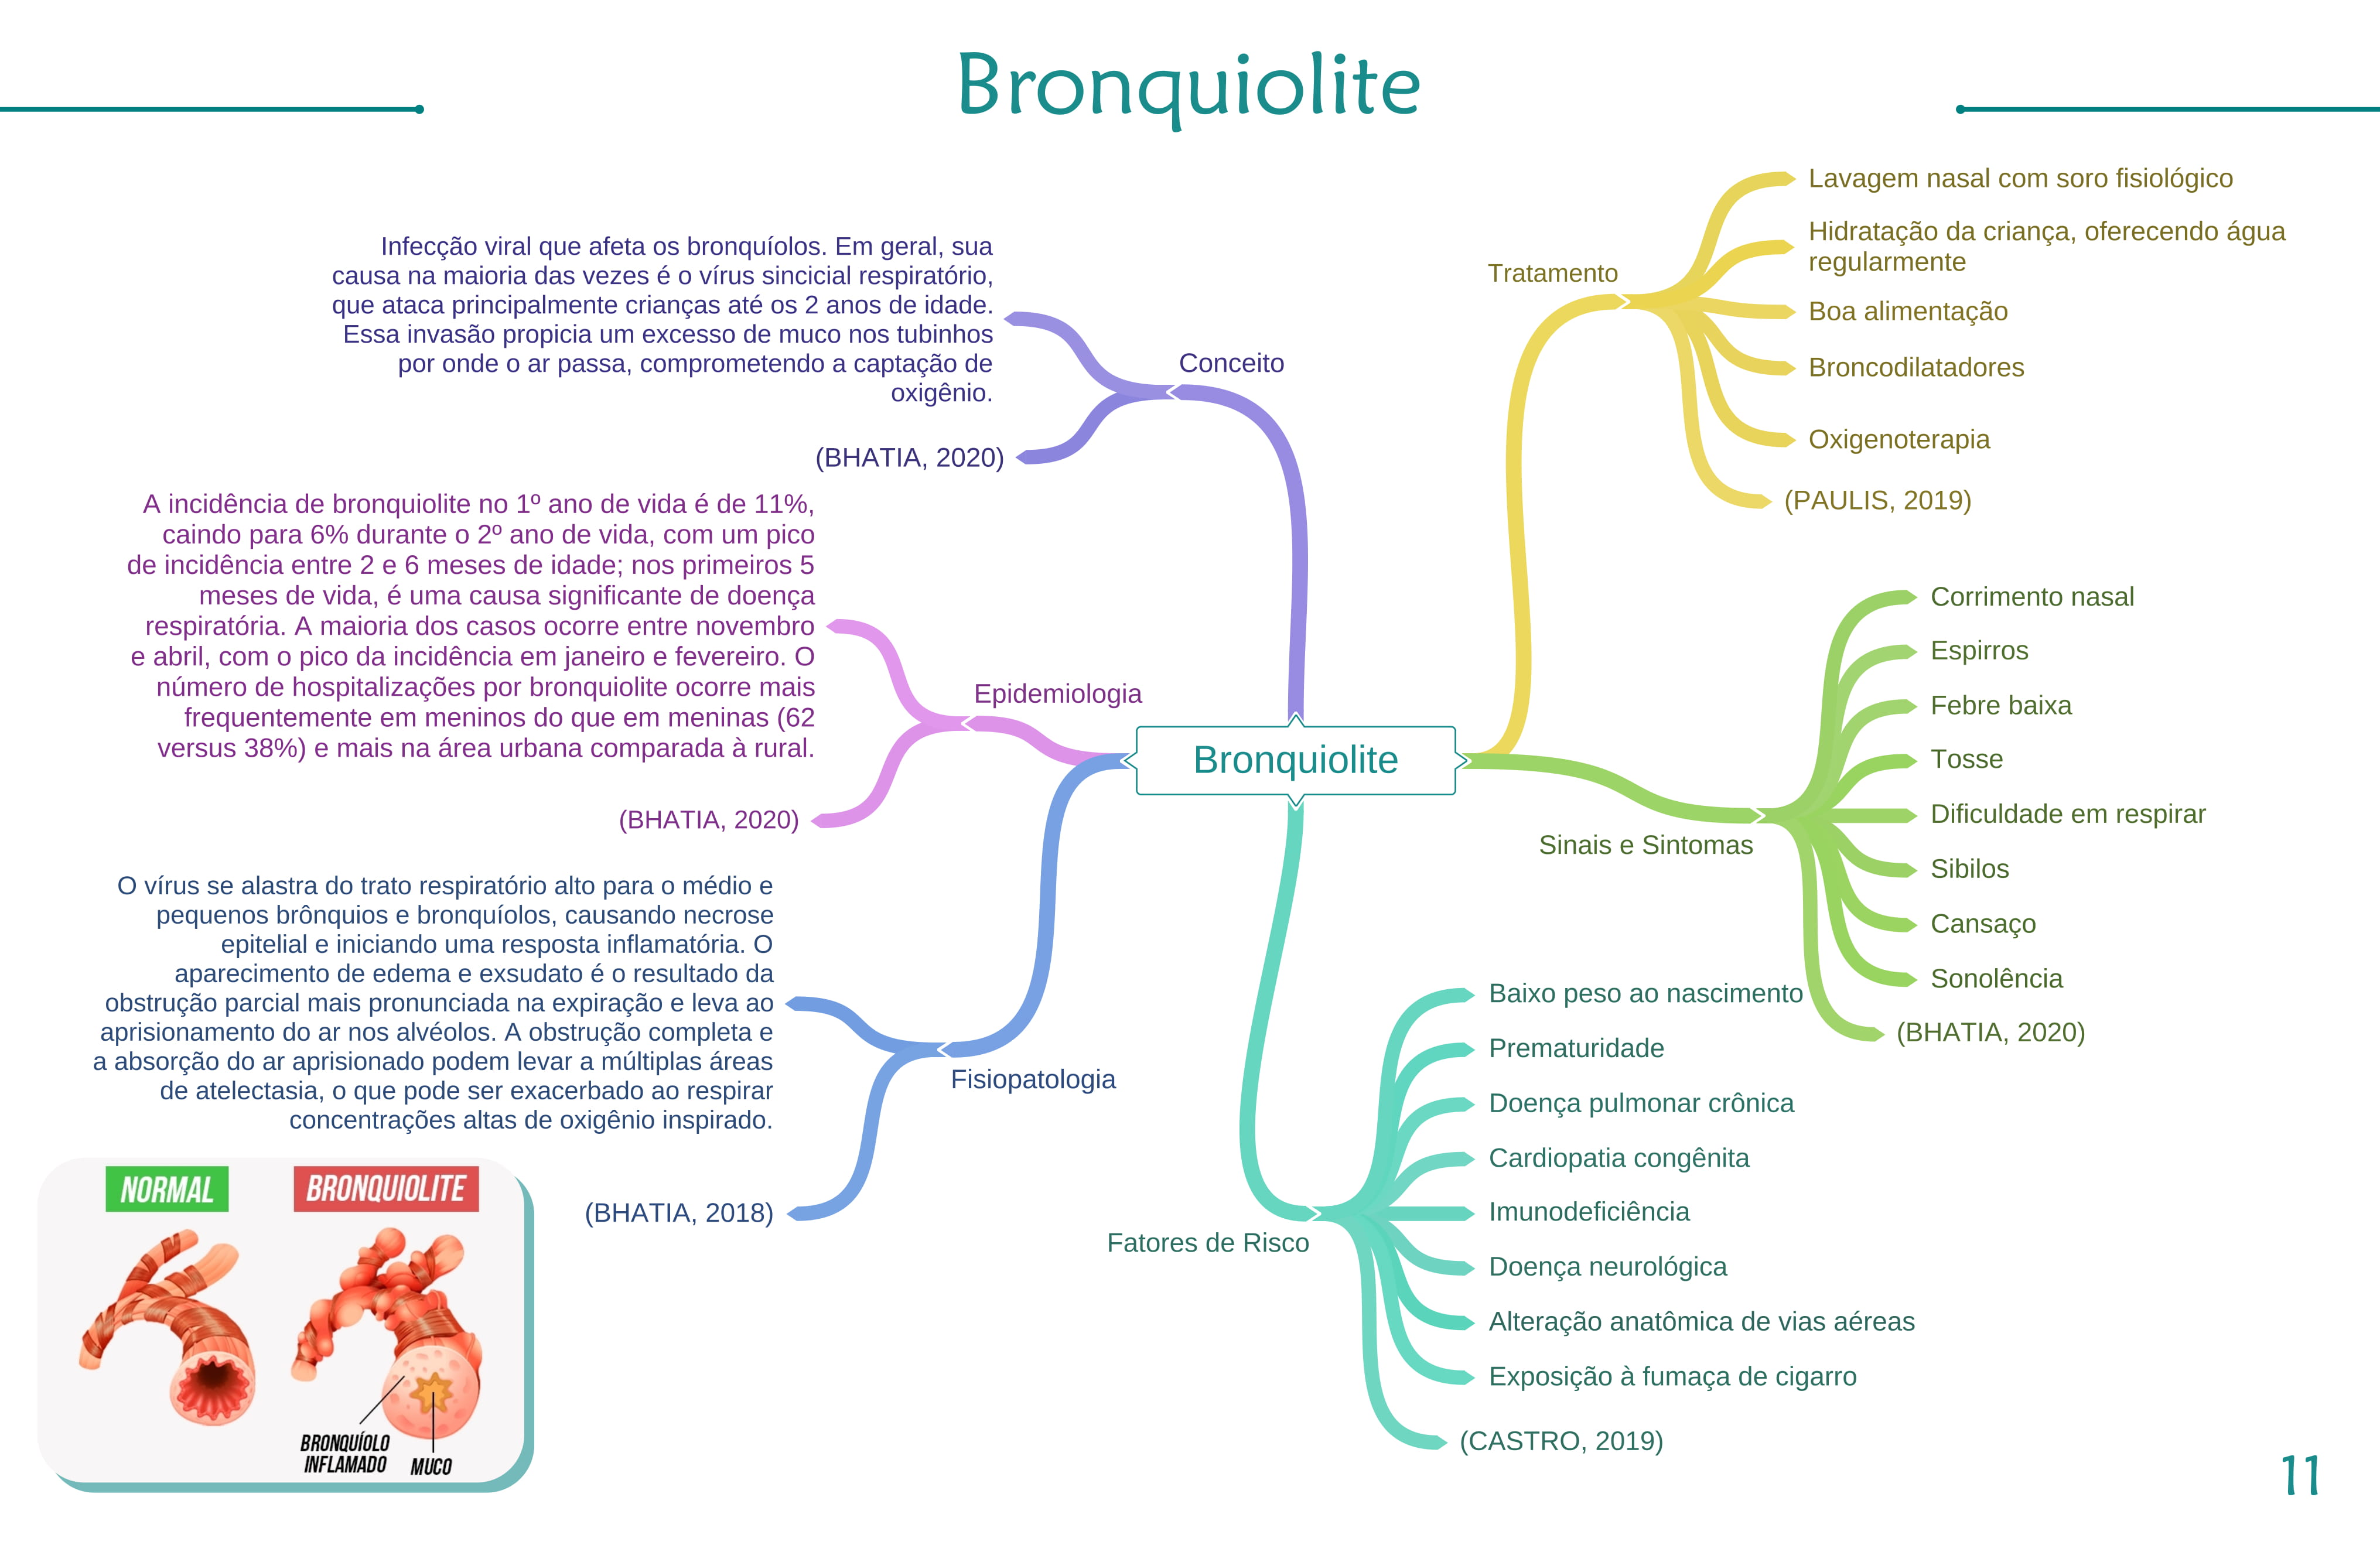 Bronquiolite
Infecção viral que afeta os bronquíolos. Em geral, sua
causa na maioria das vezes é o vírus sincicial respiratório,
que ataca principalmente crianças até os 2 anos de idade.
Essa invasão propicia um excesso de muco nos tubinhos
por onde o ar passa, comprometendo a captação de
oxigênio.
(BHATIA, 2020)
Conceito
A incidência de bronquiolite no 1º ano de vida é de 11%,
caindo para 6% durante o 2º ano de vida, com um pico
de incidência entre 2 e 6 meses de idade; nos primeiros 5
meses de vida, é uma causa significante de doença
respiratória. A maioria dos casos ocorre entre novembro
e abril, com o pico da incidência em janeiro e fevereiro. O
número de hospitalizações por bronquiolite ocorre mais
frequentemente em meninos do que em meninas (62
versus 38%) e mais na área urbana comparada à rural.
(BHATIA, 2020)
Epidemiologia
O vírus se alastra do trato respiratório alto para o médio e
pequenos brônquios e bronquíolos, causando necrose
epitelial e iniciando uma resposta inflamatória. O
aparecimento de edema e exsudato é o resultado da
obstrução parcial mais pronunciada na expiração e leva ao
aprisionamento do ar nos alvéolos. A obstrução completa e
a absorção do ar aprisionado podem levar a múltiplas áreas
de atelectasia, o que pode ser exacerbado ao respirar
concentrações altas de oxigênio inspirado.
(BHATIA, 2018)
Fisiopatologia
NORMAL
BRONQUIOLITE
BRONQUÍOLO
INFLAMADO
MUCO
Bronquiolite
Tratamento
Lavagem nasal com soro fisiológico
Hidratação da criança, oferecendo água
regularmente
Boa alimentação
Broncodilatadores
Oxigenoterapia
(PAULIS, 2019)
Sinais e Sintomas
Corrimento nasal
Espirros
Febre baixa
Tosse
Dificuldade em respirar
Sibilos
Cansaço
Sonolência
(BHATIA, 2020)
Fatores de Risco
Baixo peso ao nascimento
Prematuridade
Doença pulmonar crônica
Cardiopatia congênita
Imunodeficiência
Doença neurológica
Alteração anatômica de vias aéreas
Exposição à fumaça de cigarro
(CASTRO, 2019)
11